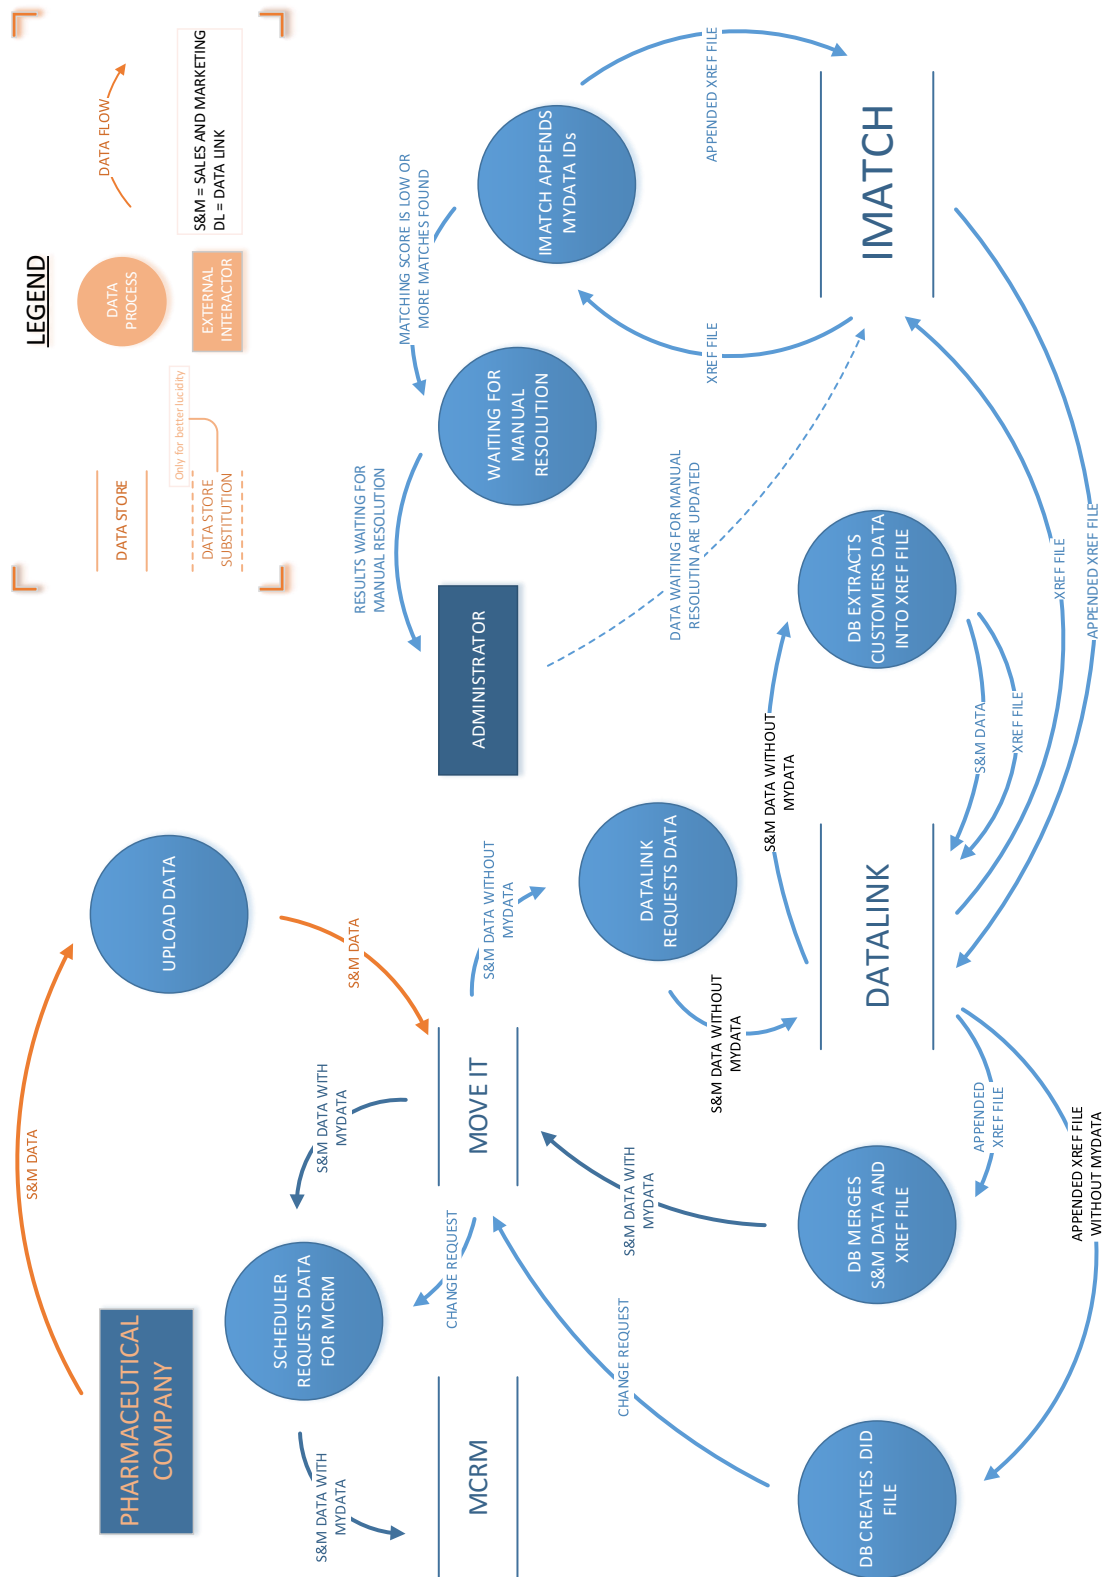 LEGEND
DATA STORE
DATA STORE
SUBSTITUTION
Only for better lucidity
DATA
PROCESS
EXTERNAL
INTERACTOR
DATA FLOW
S&M = SALES AND MARKETING
DL = DATA LINK
PHARMACEUTICAL
COMPANY
S&M DATA
UPLOAD DATA
S&M DATA
SCHEDULER
REQUESTS DATA
FOR MCRM
S&M DATA WITH
MYDATA
S&M DATA WITH
MYDATA
MCRM
CHANGE REQUEST
MOVE IT
S&M DATA WITHOUT
MYDATA
ADMINISTRATOR
RESULTS WAITING FOR
MANUAL RESOLUTION
WAITING FOR
MANUAL
RESOLUTION
MATCHING SCORE IS LOW OR
MORE MATCHES FOUND
IMATCH APPENDS
MYDATA IDs
APPENDED XREF FILE
XREF FILE
DATA WAITING FOR MANUAL
RESOLUTIN ARE UPDATED
DATALINK
REQUESTS DATA
S&M DATA WITHOUT
MYDATA
S&M DATA WITHOUT
MYDATA
S&M DATA WITH
MYDATA
CHANGE REQUEST
DB CREATES .DID
FILE
DB MERGES
S&M DATA AND
XREF FILE
DATALINK
DB EXTRACTS
CUSTOMERS DATA
INTO XREF FILE
IMATCH
S&M DATA
XREF FILE
XREF FILE
APPENDED XREF FILE
APPENDED
XREF FILE
APPENDED XREF FILE
WITHOUT MYDATA